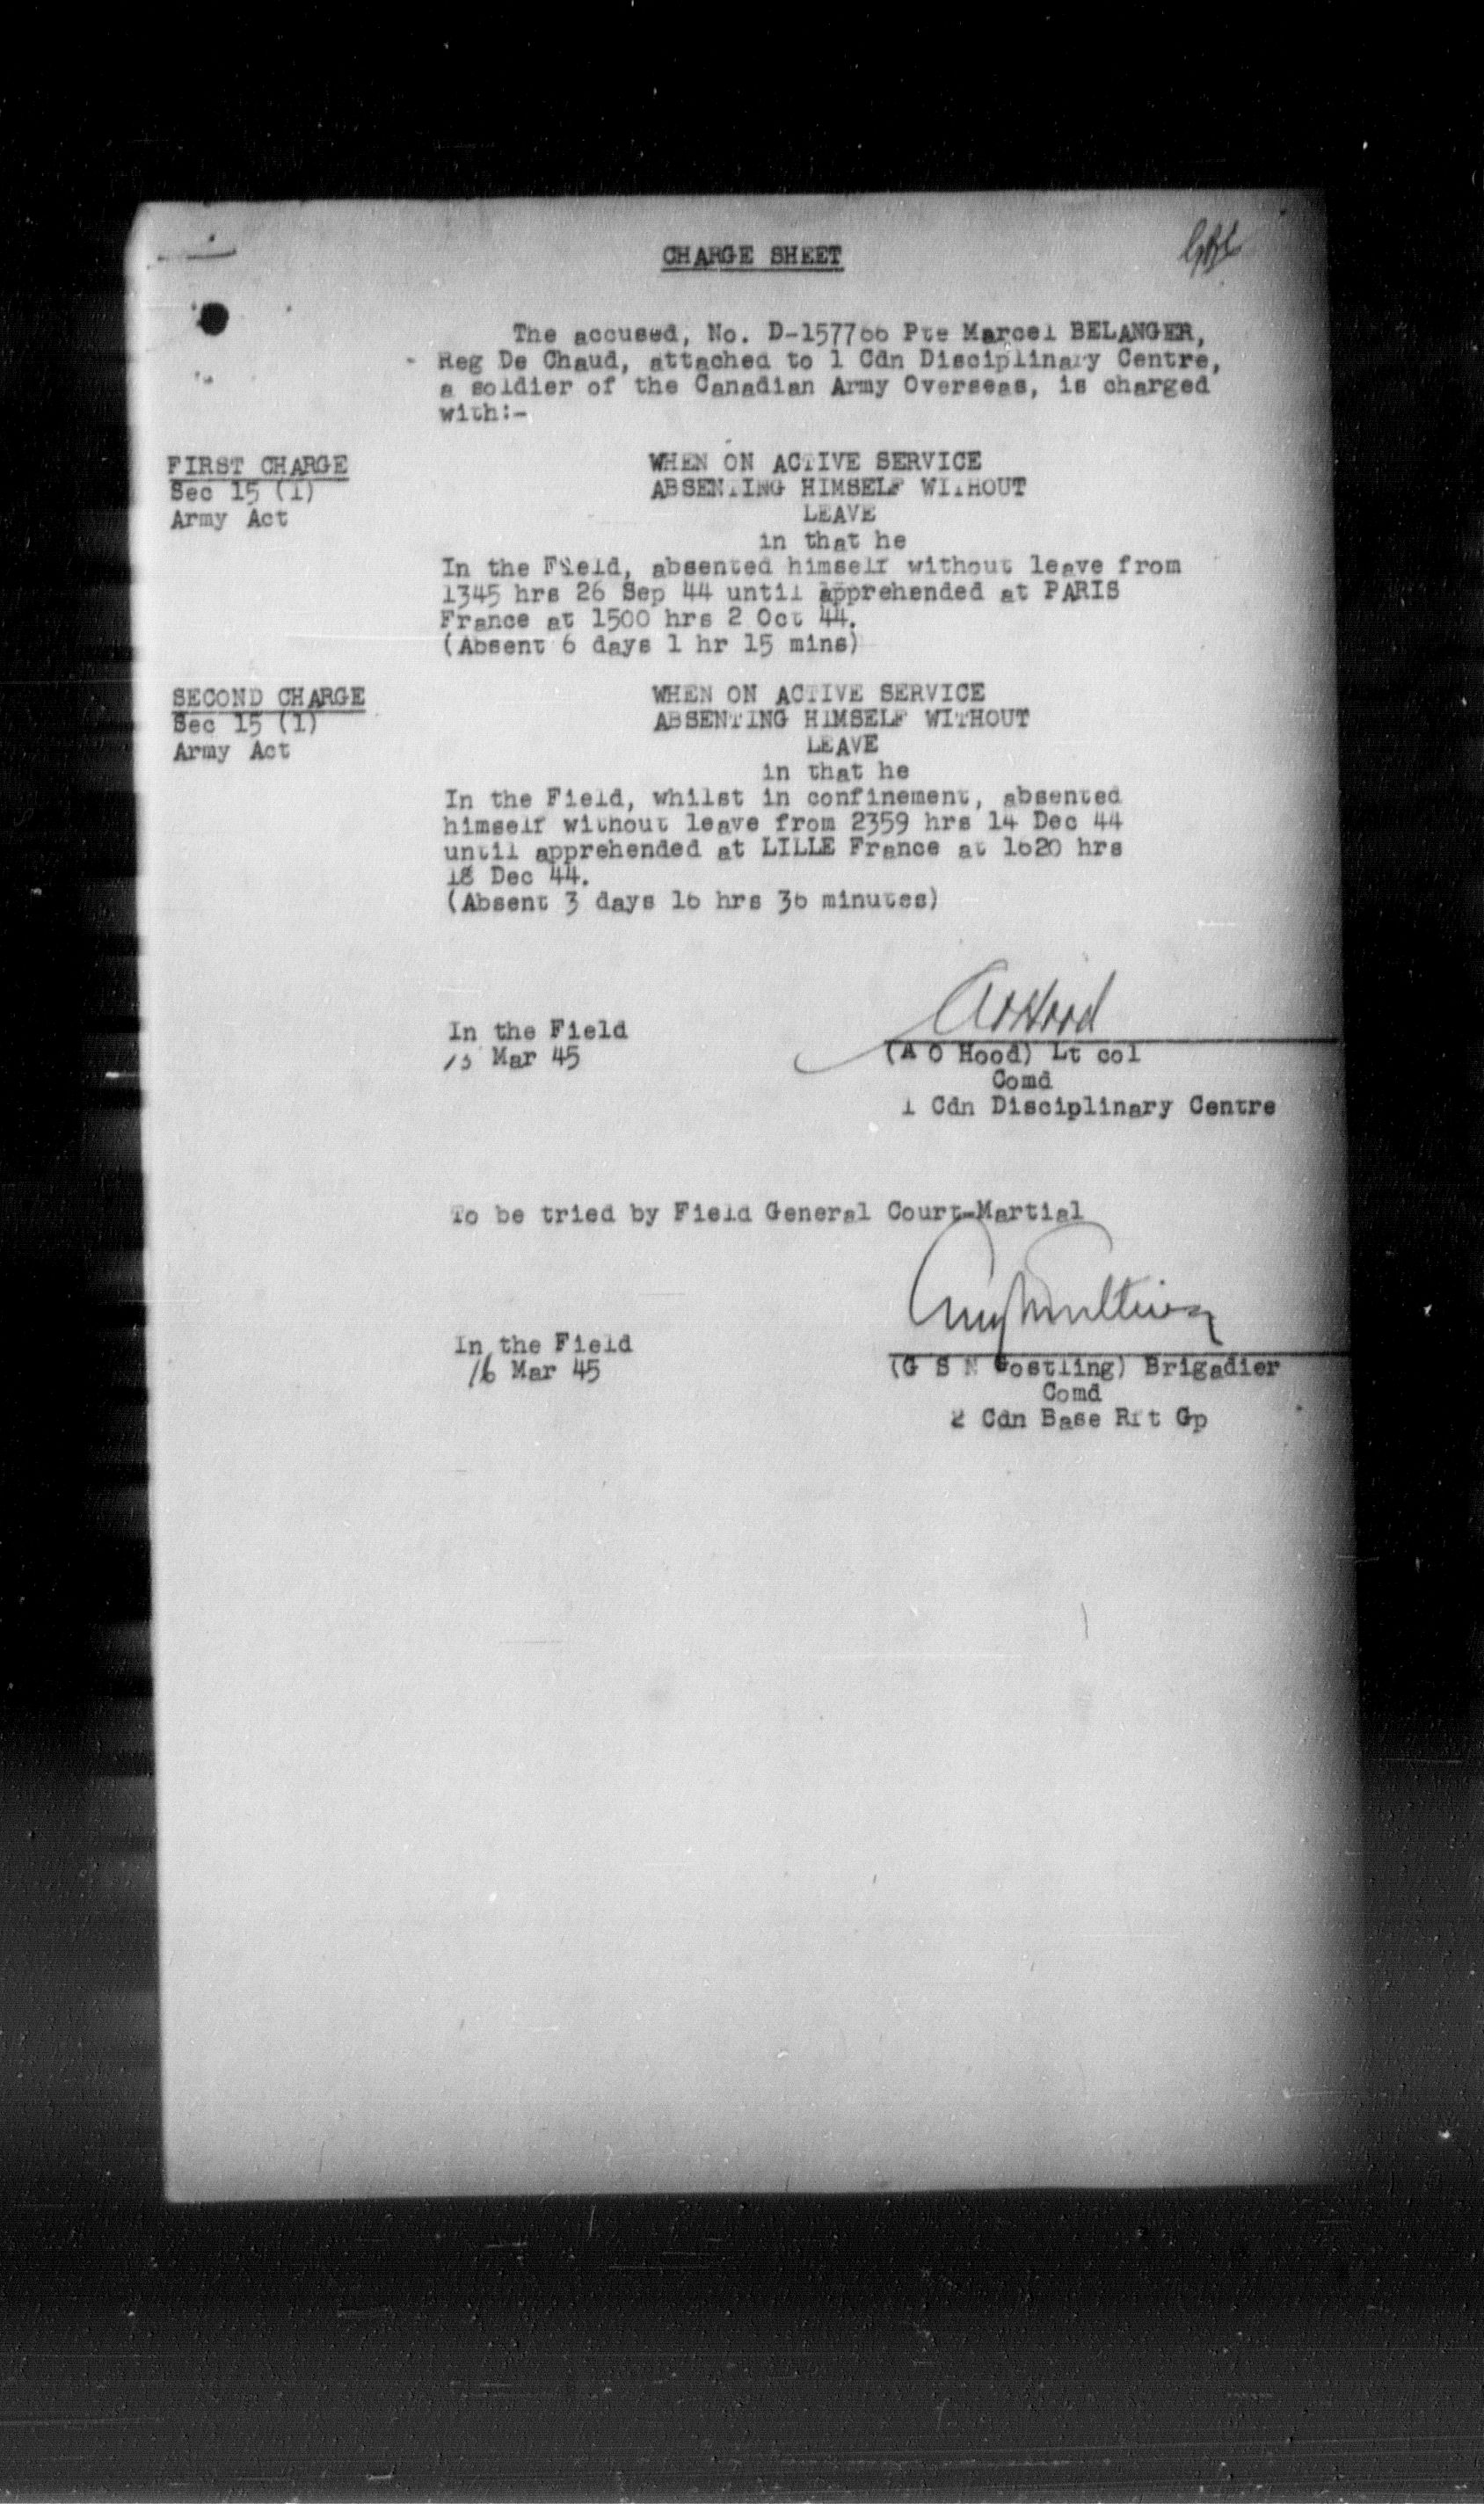 CHARGE SHEET
The accused, No. D-157766 Pte Marcel BELANGER,
Reg De Chaud, attached to 1 Cdn Disciplinary Centre,
a soldier of the Canadian Army Overseas, is charged
with:-
FIRST CHARGE
Sec 15 (1)
Army Act
WHEN ON ACTIVE SERVICE
ABSENTING HIMSELF WITHOUT
LEAVE
in that he
In the Field, absented himself without leave from
1345 hrs 26 Sep 44 until apprehended at PARIS
France at 1500 hrs 2 Oct 44.
(Absent 6 days 1 hr 15 mins)
SECOND CHARGE
Sec 15 (1)
Army Act
WHEN ON ACTIVE SERVICE
ABSENTING HIMSELF WITHOUT
LEAVE
in that he
In the Field, whilst in confinement, absented
himself without leave from 2359 hrs 14 Dec 44
until apprehended at LILLE France at 1620 hrs
18 Dec 44.
(Absent 3 days 16 hrs 36 minutes)
AO Hood
In the Field
13 Mar 45
(A O Hood) Lt col
Comd
1 Cdn Disciplinary Centre
To be tried by Field General Court-Martial
In the Field
16 Mar 45
(G S N Gostling) Brigadier
Comd
2 Cdn Base Rft Gp